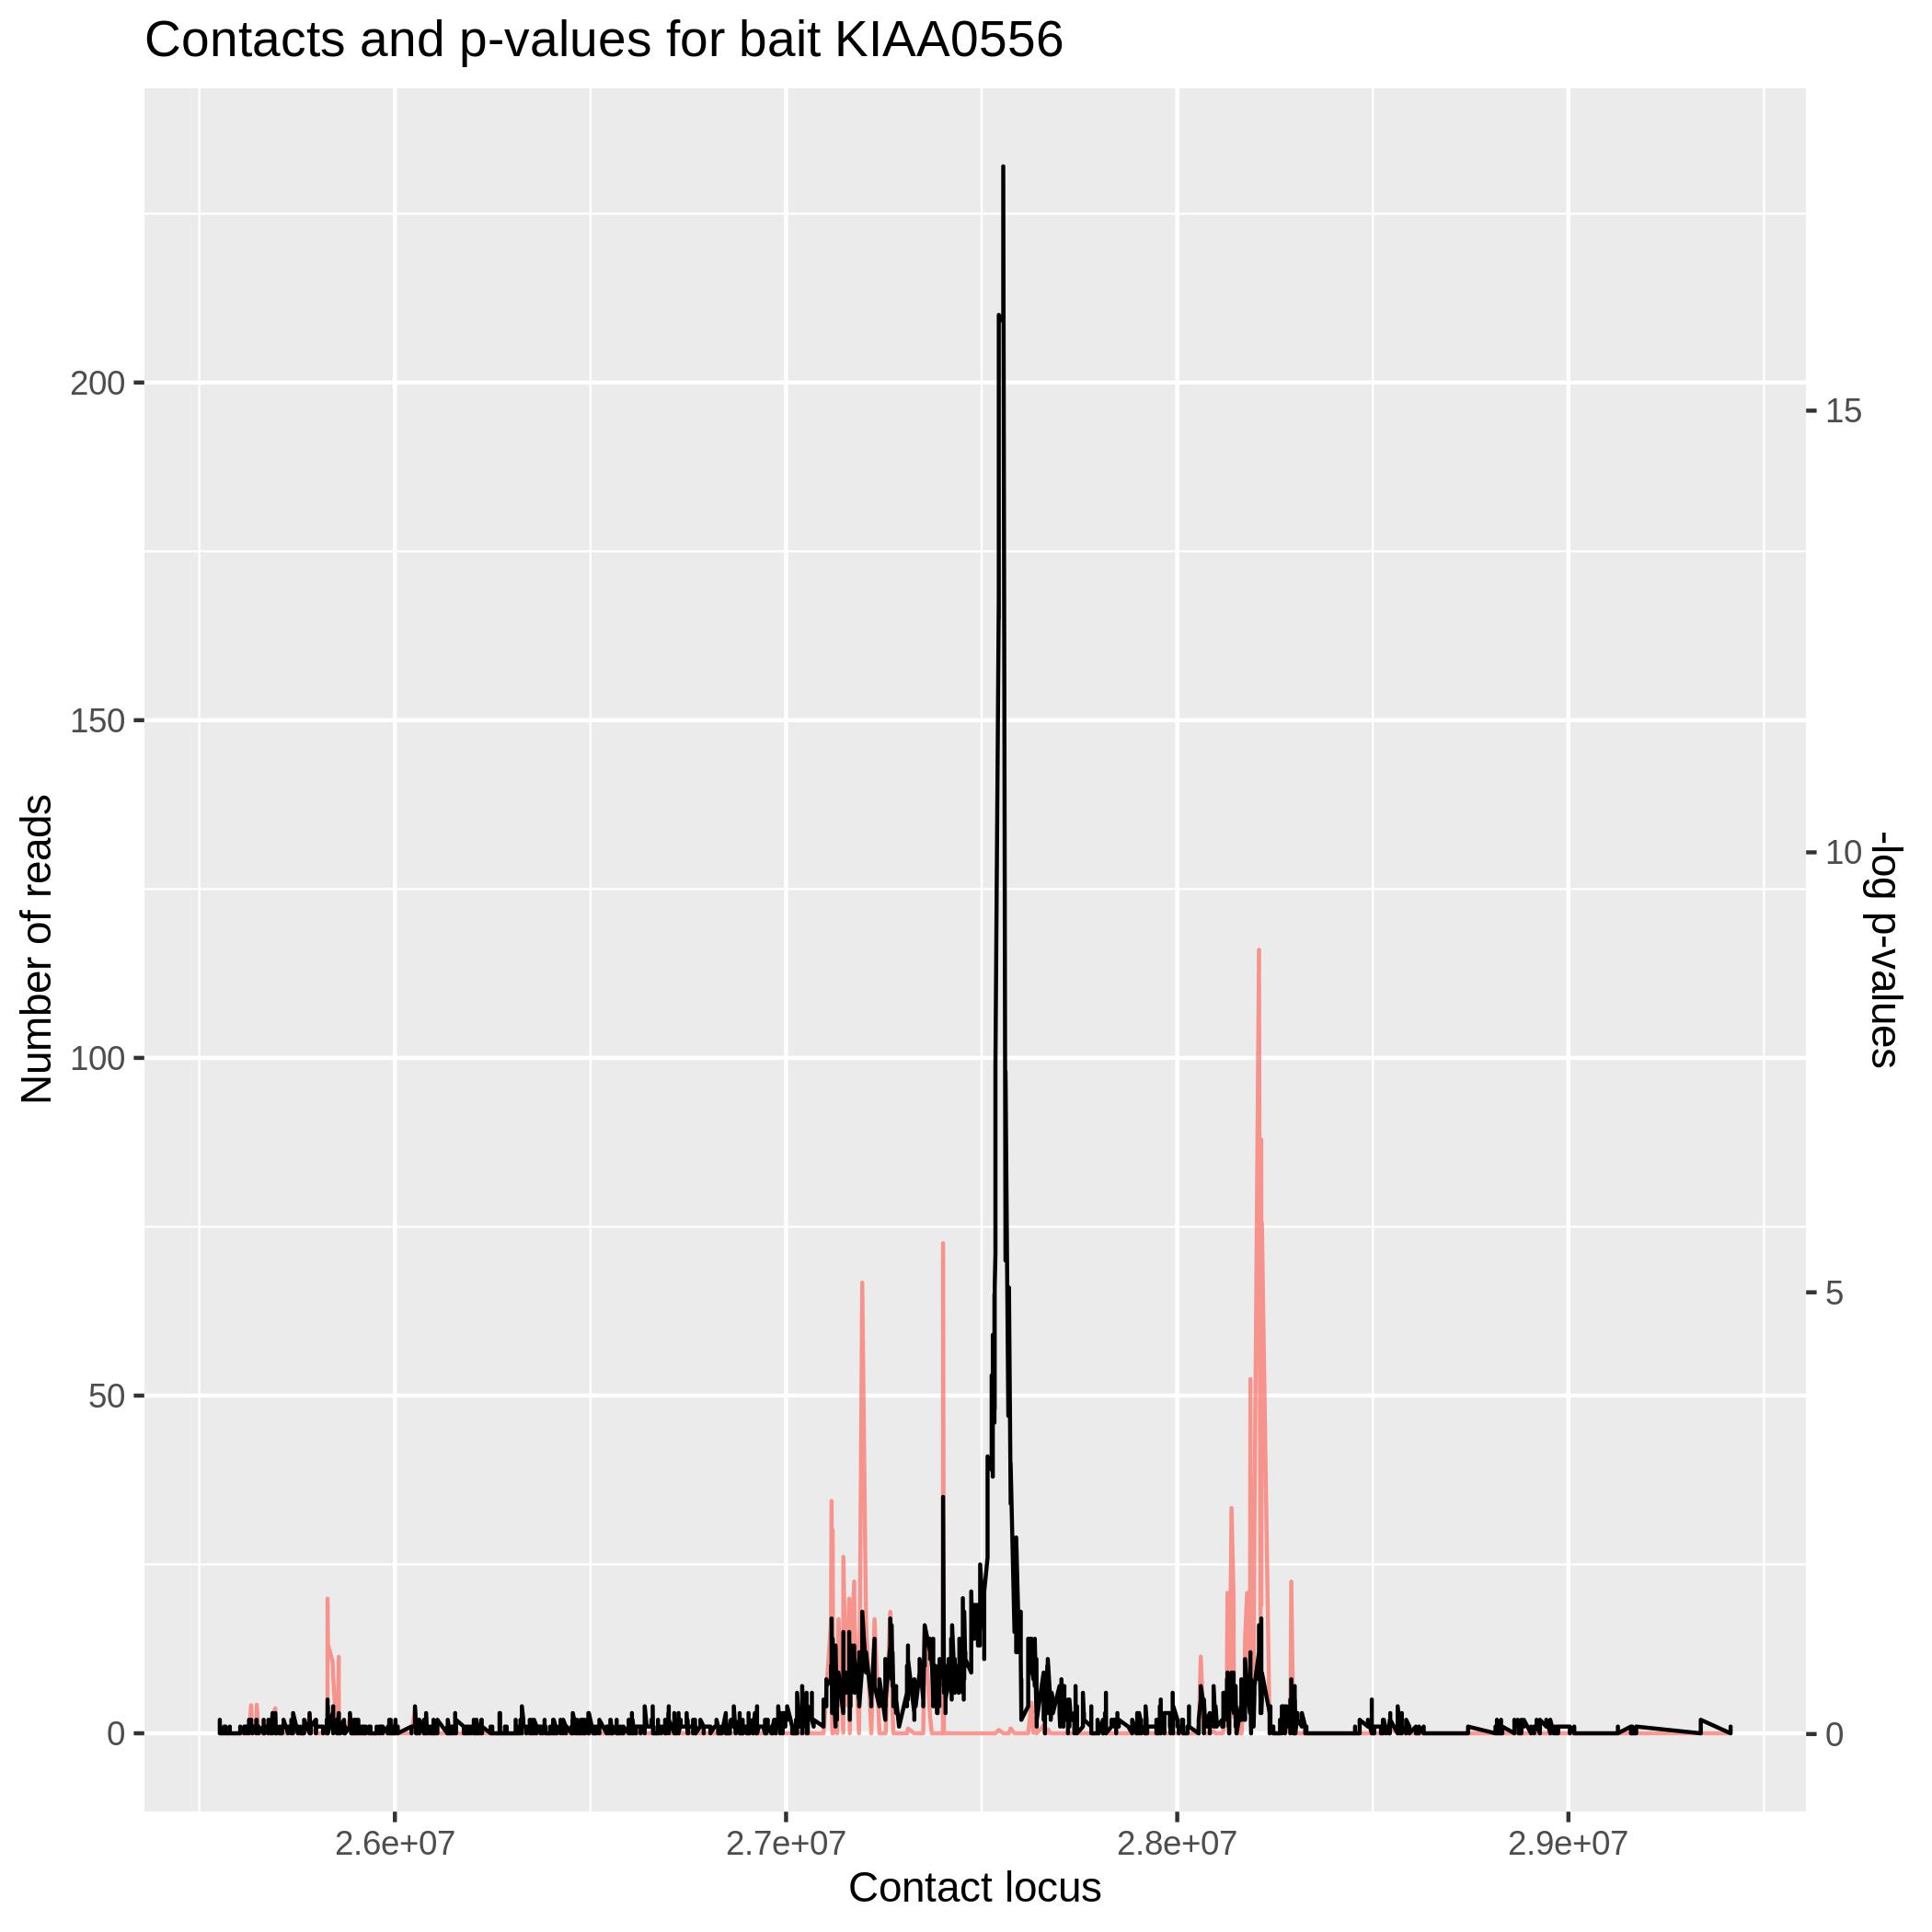 Contacts and p-values for bait KIAA0556
200
150
100
50
0
Number of reads
15
10
5
0
-log p-values
2.6e+07
2.7e+07
2.8e+07
2.9e+07
Contact locus